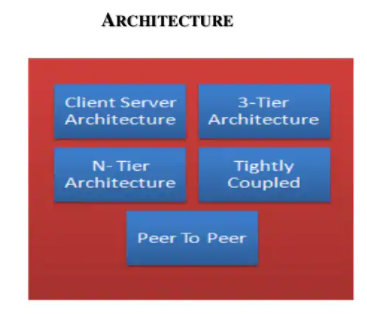 ARCHITECTURE
Client Server
Architecture
3-Tier
Architecture
N- Tier
Architecture
Tightly
Coupled
Peer To Peer